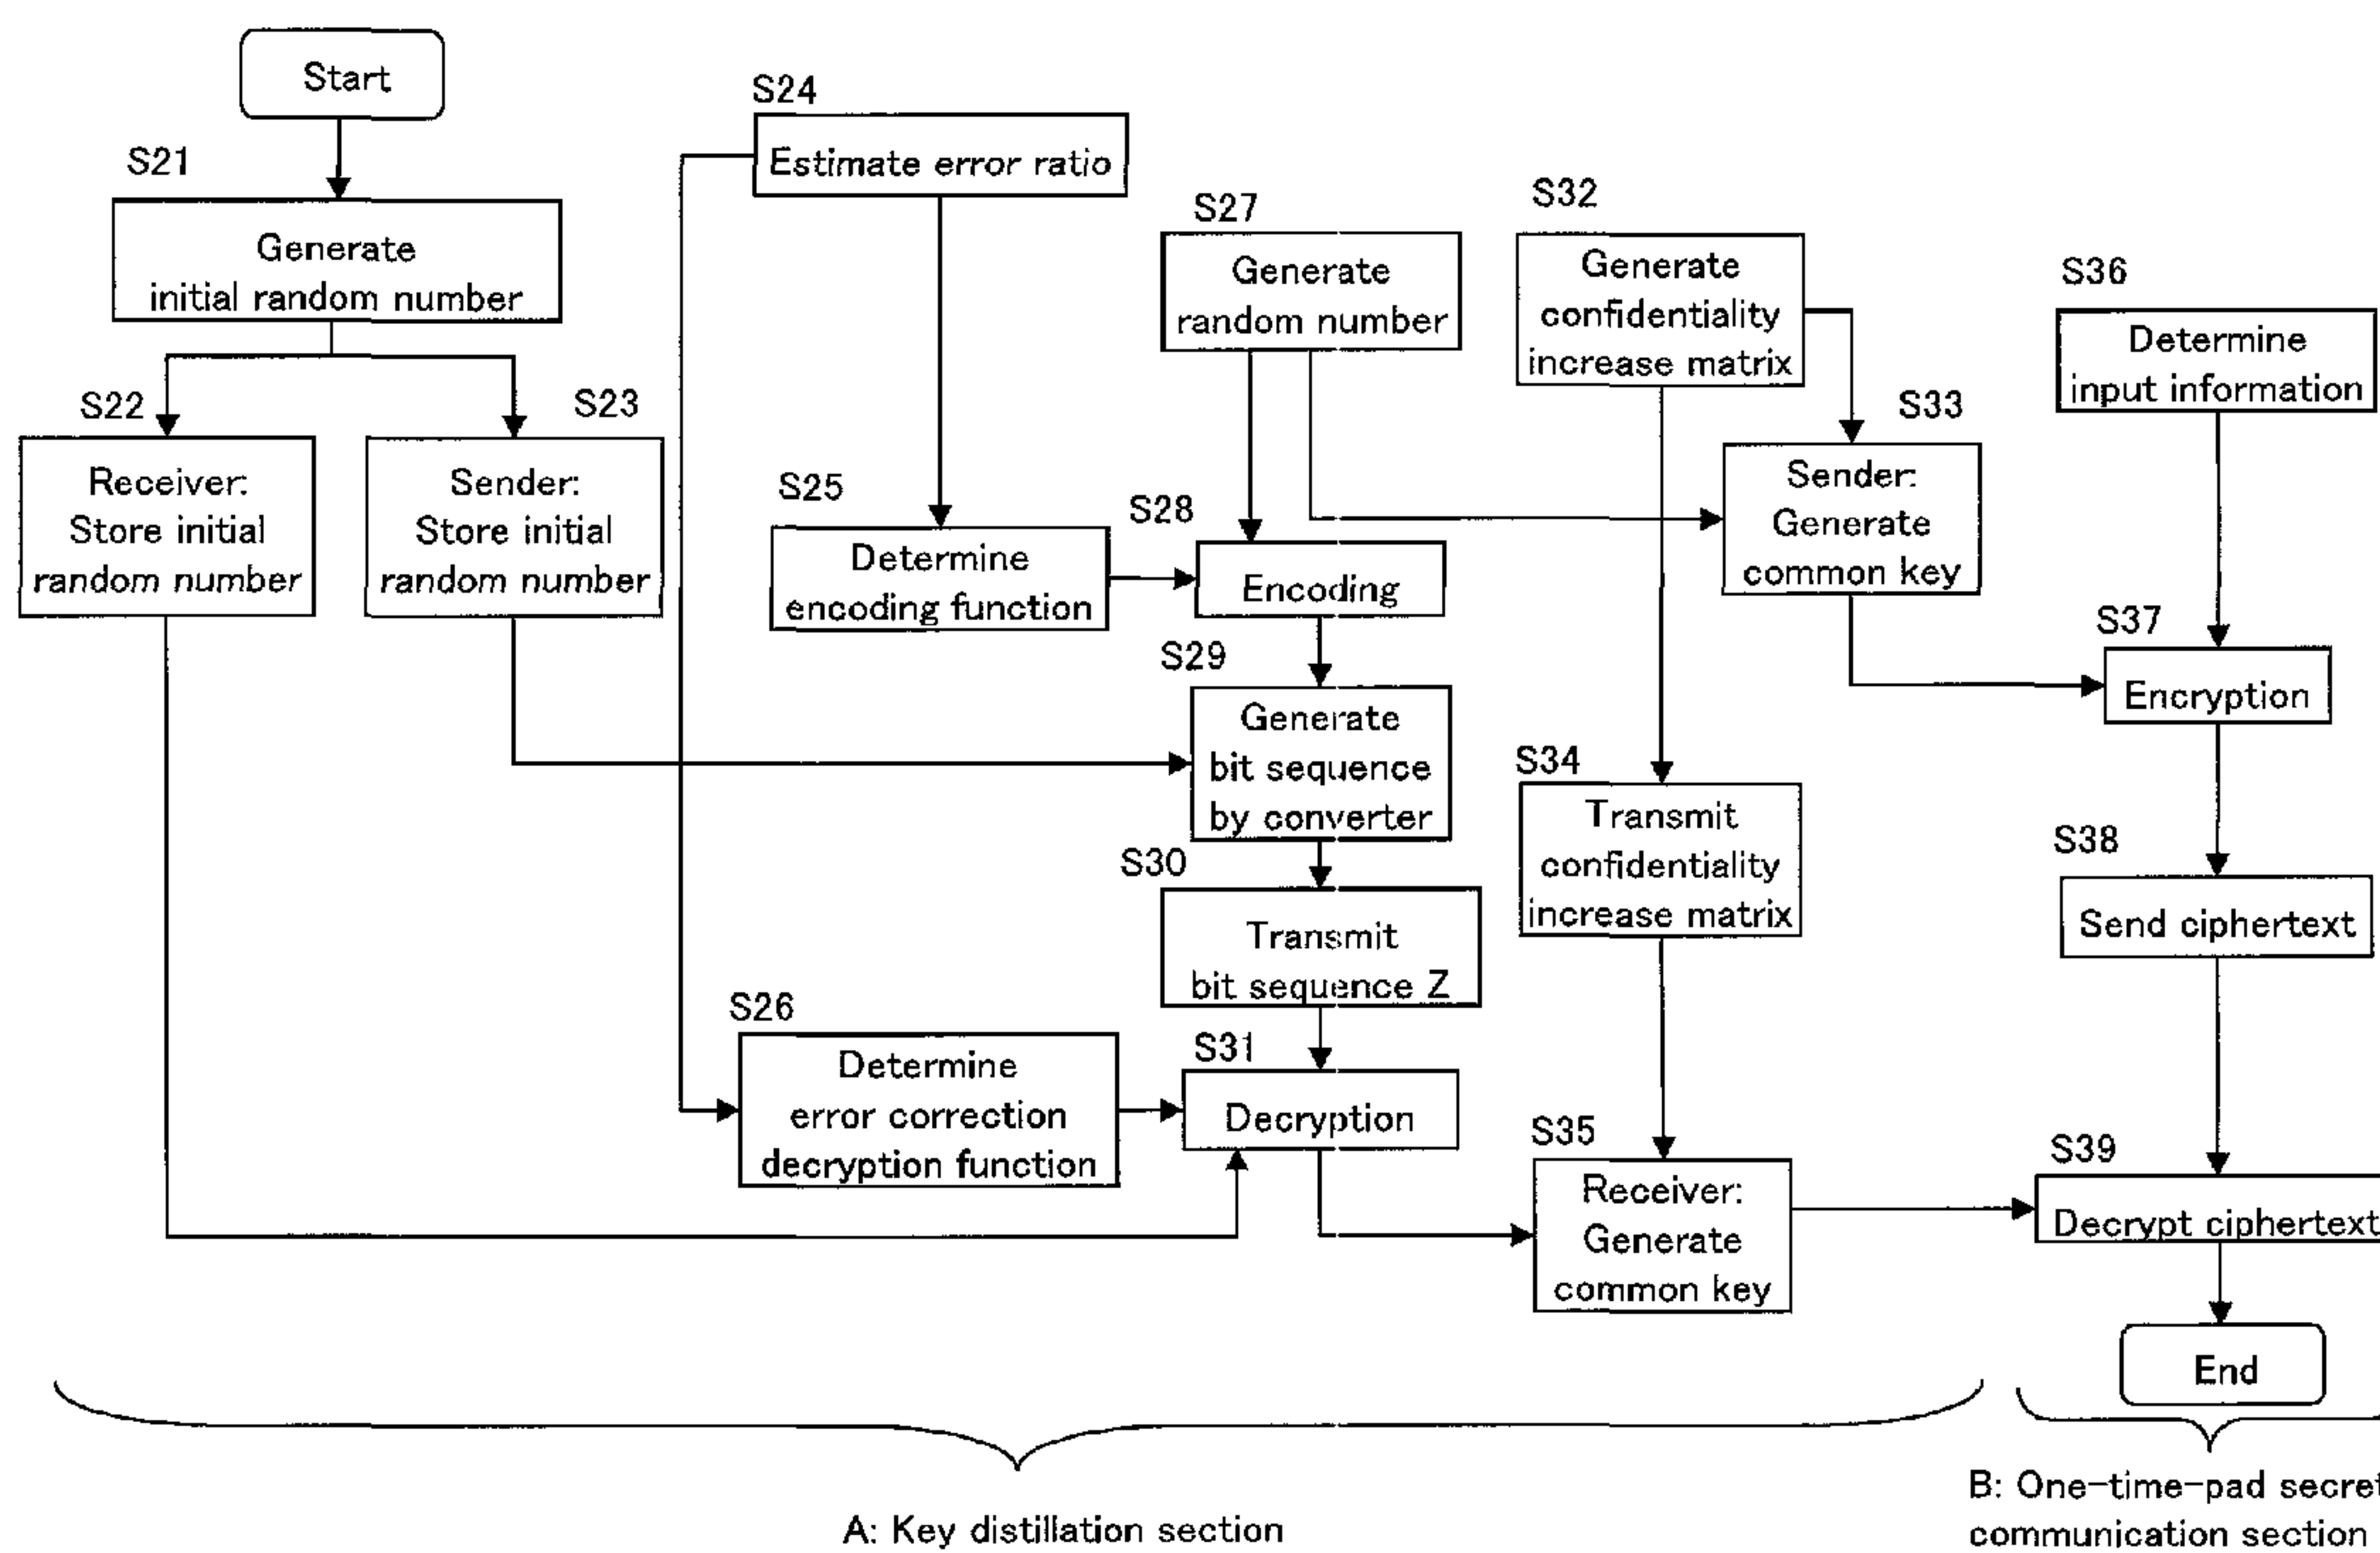 Start
S21
Generate
initial random number
S22
Receiver:
Store initial
random number
S23
Sender:
Store initial
random number
S24
Estimate error ratio
S25
Determine
encoding function
S26
Determine
error correction
decryption function
S27
Generate
random number
S28
Encoding
S29
Generate
bit sequence
by converter
S30
Transmit
bit sequence Z
S31
Decryption
S32
Generate
confidentiality
increase matrix
S33
Sender:
Generate
common key
S34
Transmit
confidentiality
increase matrix
S35
Receiver:
Generate
common key
S36
Determine
input information
S37
Encryption
S38
Send ciphertext
S39
Decrypt ciphertext
End
A: Key distillation section
B: One-time-pad secret
communication section